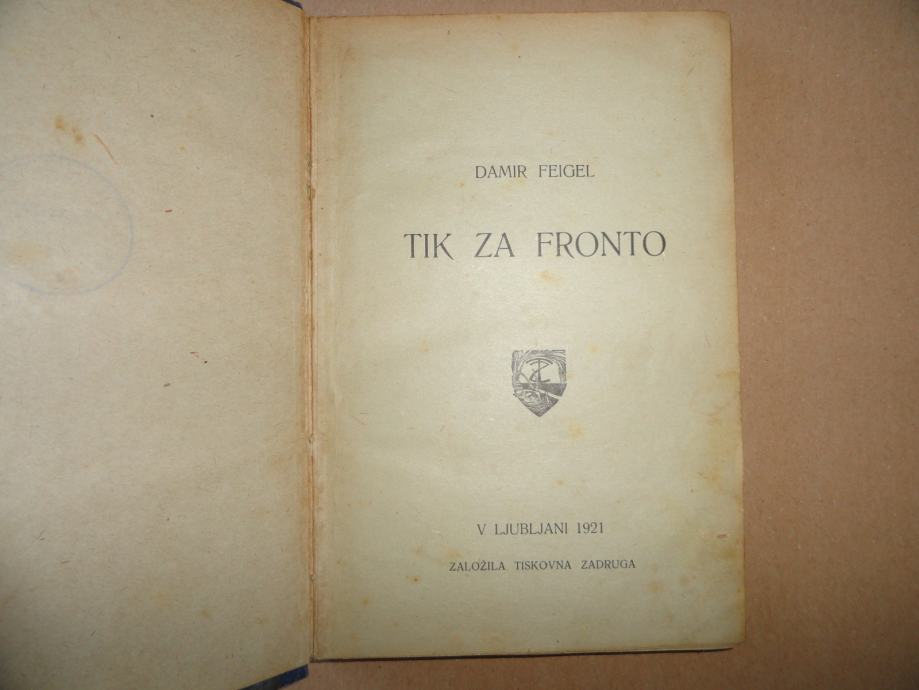 DAMIR FEIGEL
TIK ZA FRONTO
V LJUBLJANI 1921
ZALOŽILA TISKOVNA ZADRUGA